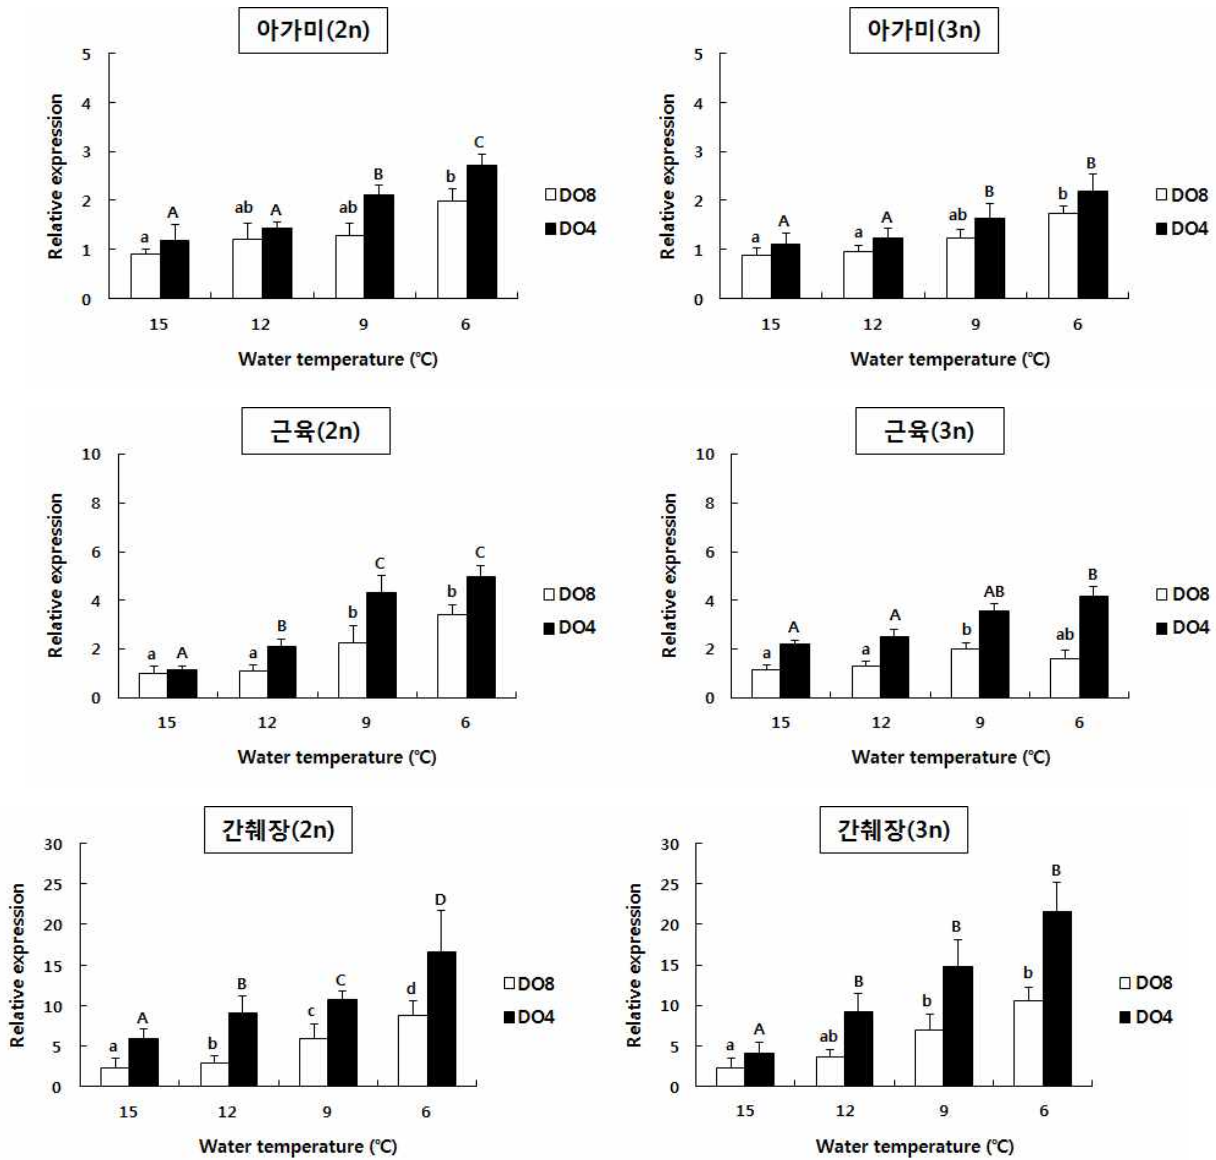 아가미(2n)
5
4
3
2
1
0
Relative expression
a
A
ab
A
ab
B
b
C
DO8
DO4
15
12
9
6
Water temperature (℃)
아가미(3n)
5
4
3
2
1
0
Relative expression
a
A
a
A
ab
B
b
B
DO8
DO4
15
12
9
6
Water temperature (℃)
근육(2n)
10
8
6
4
2
0
Relative expression
a
A
a
B
b
C
b
C
DO8
DO4
15
12
9
6
Water temperature (℃)
근육(3n)
10
8
6
4
2
0
Relative expression
a
A
a
A
b
AB
ab
B
DO8
DO4
15
12
9
6
Water temperature (℃)
간췌장(2n)
30
25
20
15
10
5
0
Relative expression
a
A
b
B
c
C
d
D
DO8
DO4
15
12
9
6
Water temperature (℃)
간췌장(3n)
30
25
20
15
10
5
0
Relative expression
a
A
ab
B
b
B
b
B
DO8
DO4
15
12
9
6
Water temperature (℃)